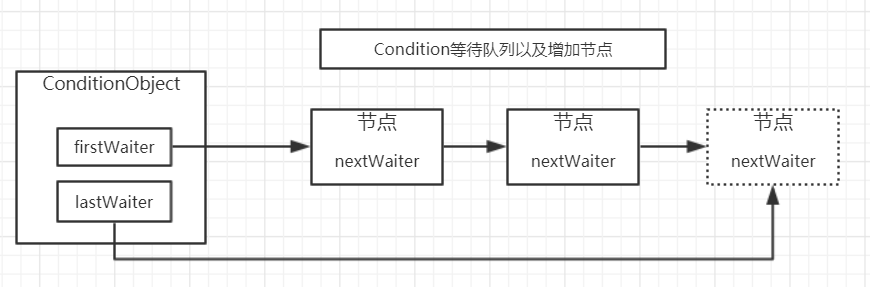 Condition等待队列以及增加节点
ConditionObject
firstWaiter
lastWaiter
节点
nextWaiter
节点
nextWaiter
节点
nextWaiter